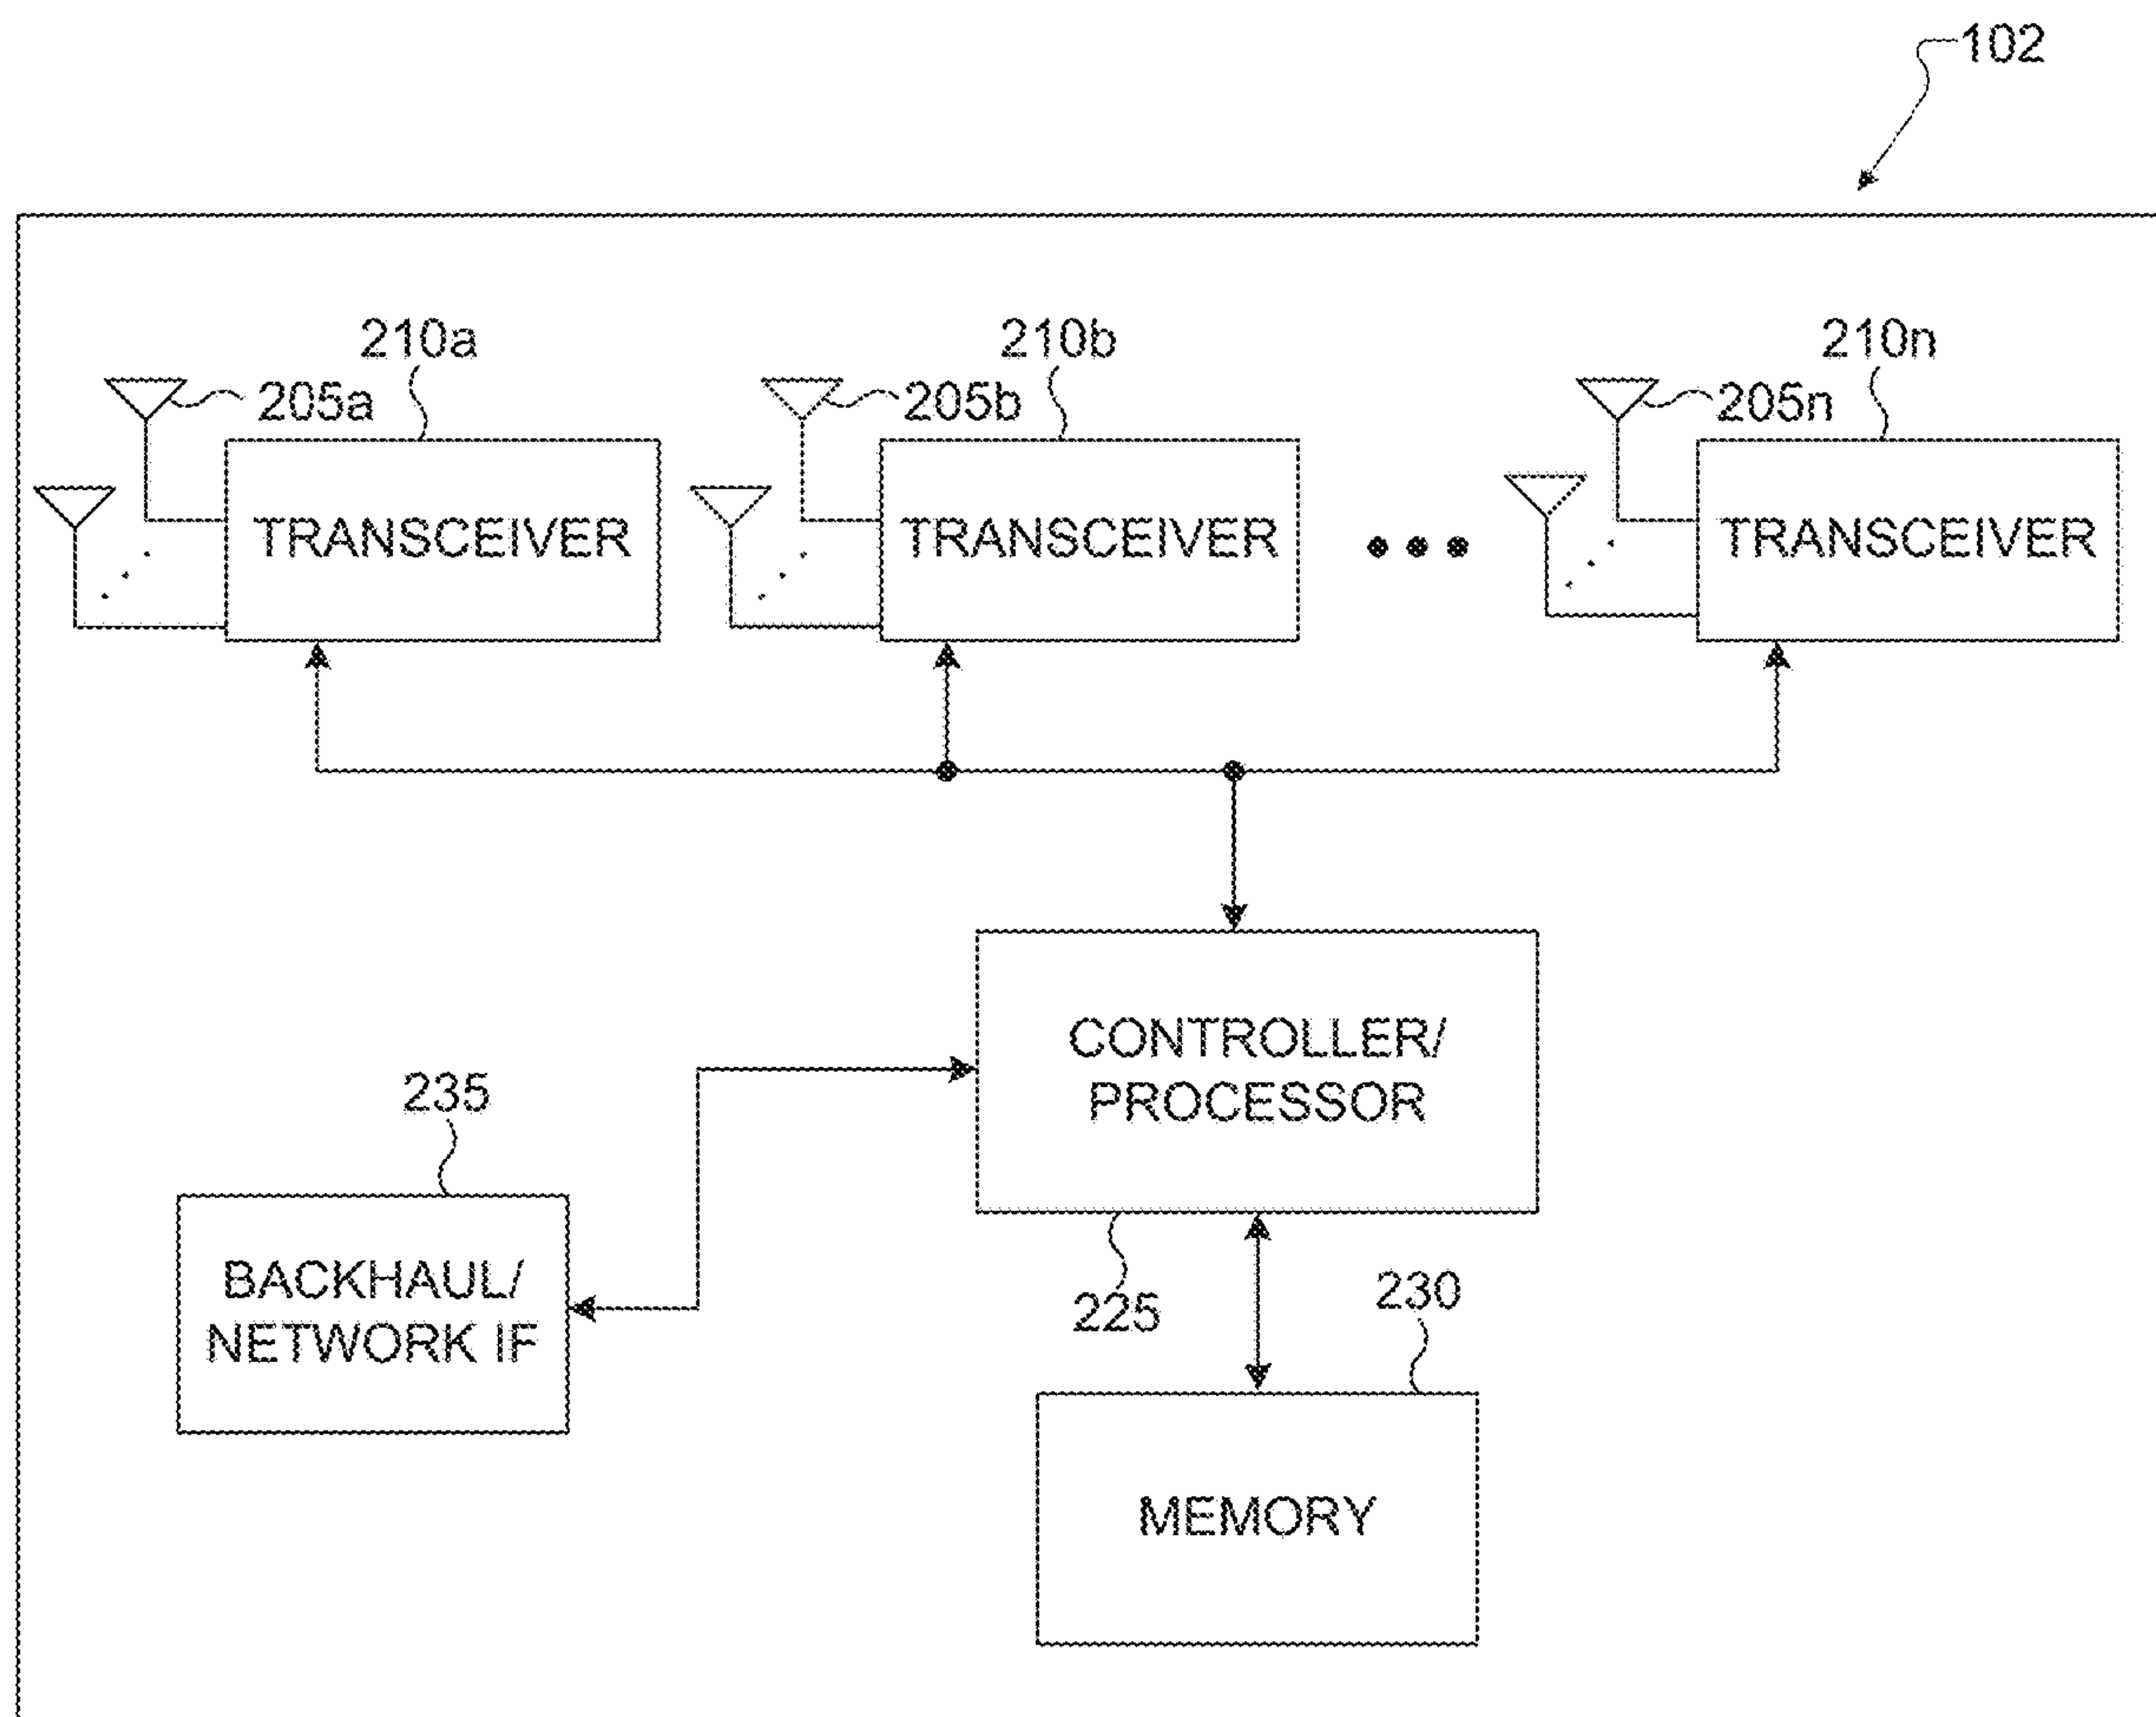 102
210a
210b
210n
205a
205b
205n
TRANSCEIVER
TRANSCEIVER
TRANSCEIVER
CONTROLLER/
PROCESSOR
235
BACKHAUL/
NETWORK IF
225
230
MEMORY